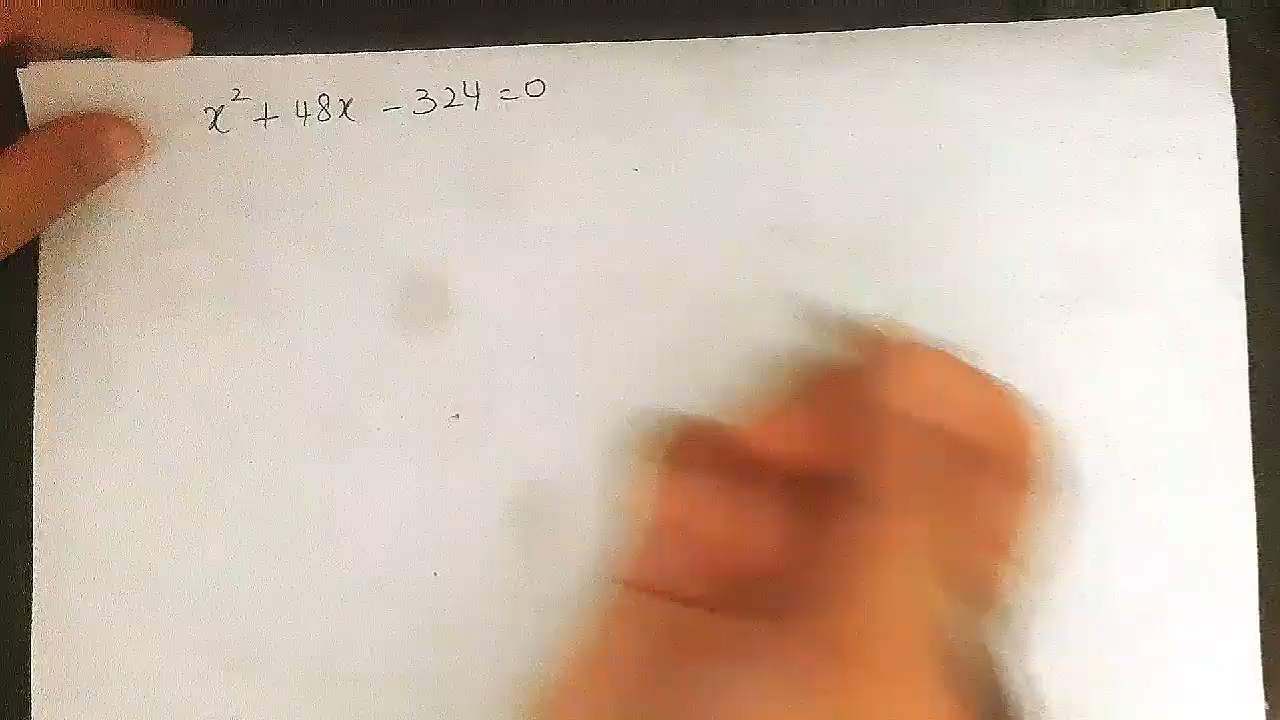 x² + 48x - 324 = 0